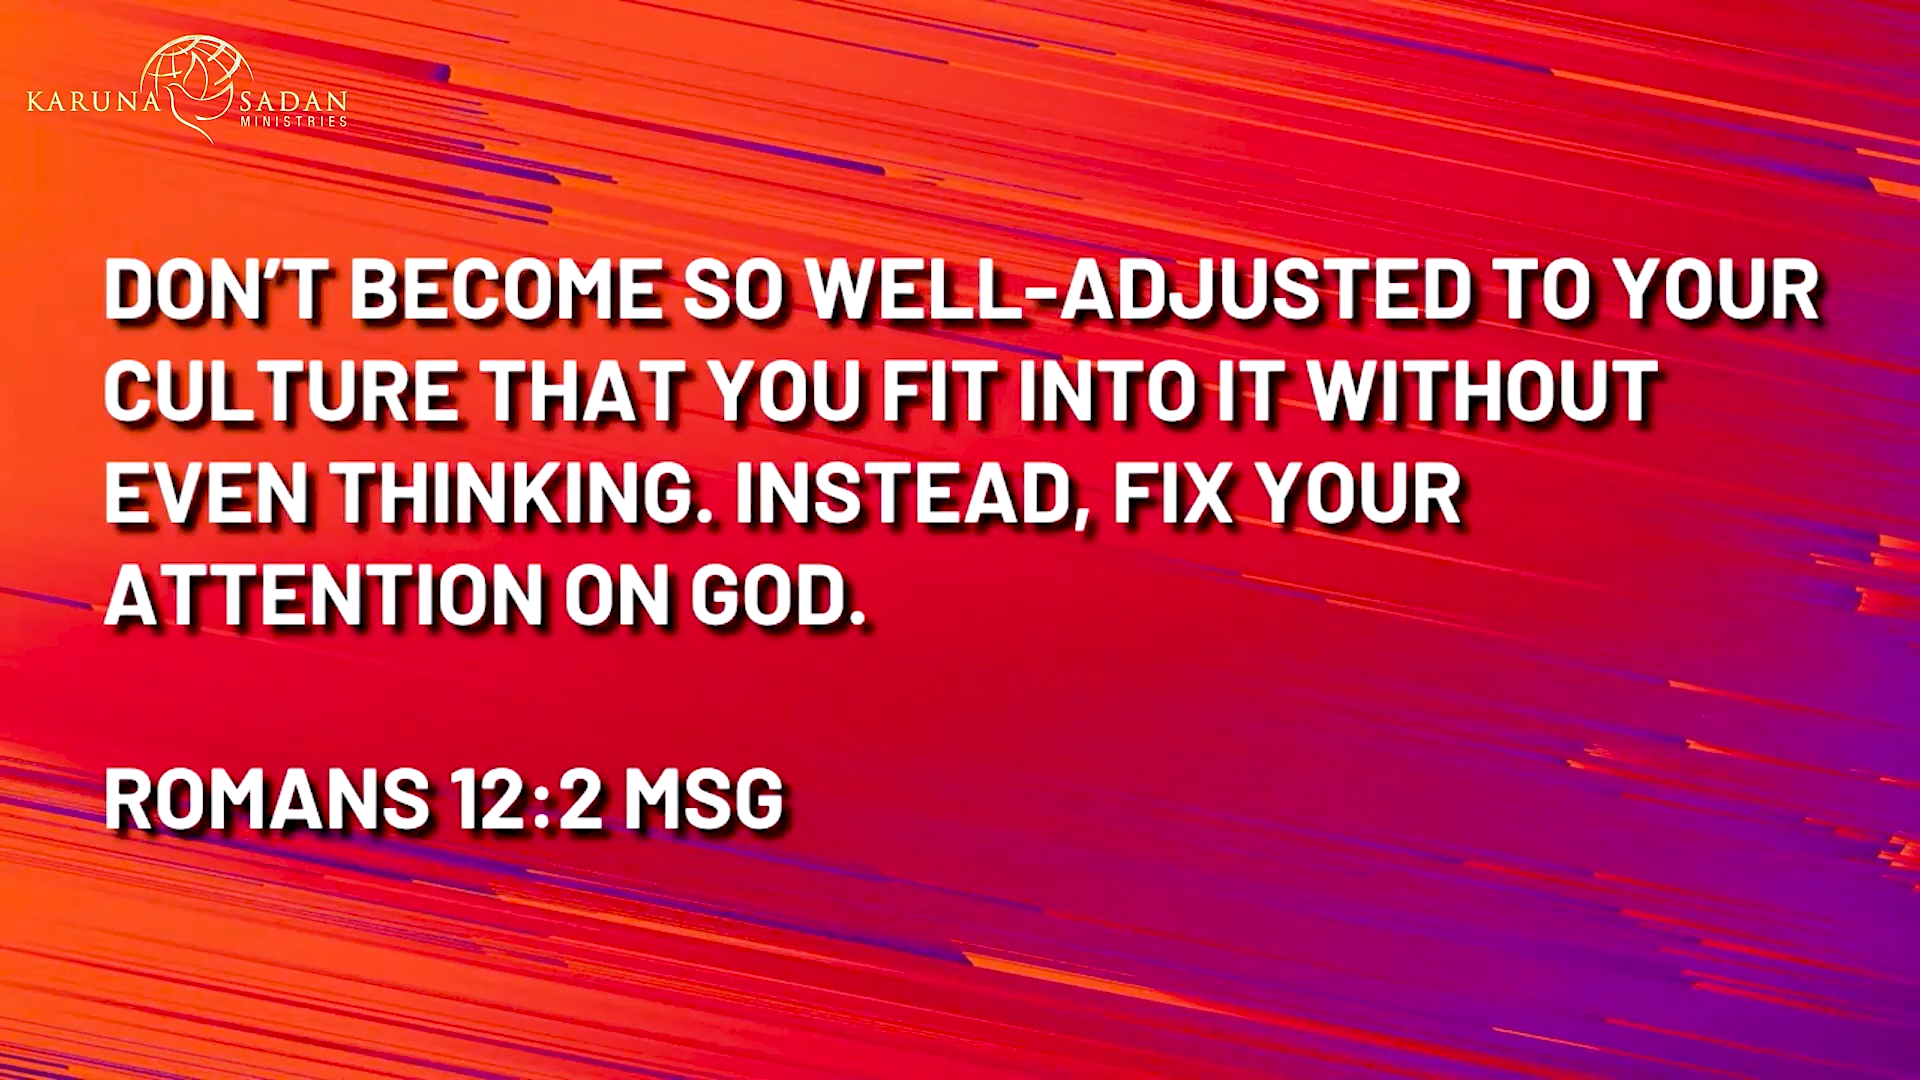 KARUNA SADAN
MINISTRIES
DON’T BECOME SO WELL-ADJUSTED TO YOUR
CULTURE THAT YOU FIT INTO IT WITHOUT
EVEN THINKING. INSTEAD, FIX YOUR
ATTENTION ON GOD.
ROMANS 12:2 MSG